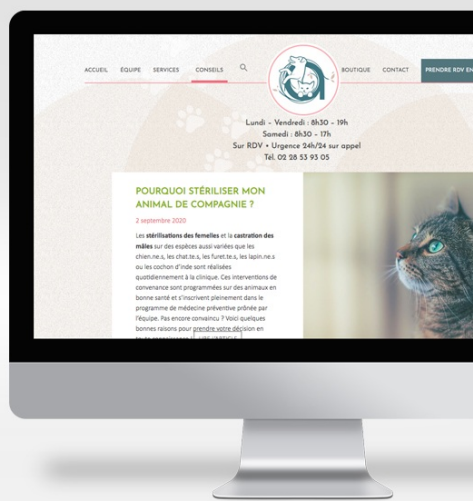 ACCUEIL ÉQUIPE SERVICES CONSEILS BOUTIQUE CONTACT PRENDRE RDV EN
Lundi – Vendredi : 8h30 – 19h
Samedi : 8h30 – 17h
Sur RDV • Urgence 24h/24 sur appel
Tél. 02 28 53 93 05
POURQUOI STÉRILISER MON
ANIMAL DE COMPAGNIE ?
2 septembre 2020
Les stérilisations des femelles et la castration des
mâles sur des espèces aussi variées que les
chien.ne.s, les chat.te.s, les furet.te.s, les lapin.ne.s
ou les cochon d'inde sont réalisées
quotidiennement à la clinique. Ces interventions de
convenance sont programmées sur des animaux en
bonne santé et s'inscrivent pleinement dans le
programme de médecine préventive prônée par
l'équipe. Pas encore convaincu ? Voici quelques
bonnes raisons pour prendre votre décision en
toute connaissance ! LIRE L'ARTICLE